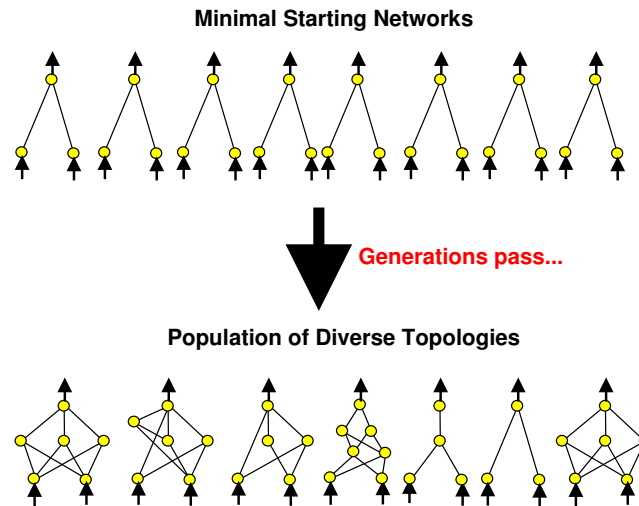 Minimal Starting Networks
Generations pass...
Population of Diverse Topologies